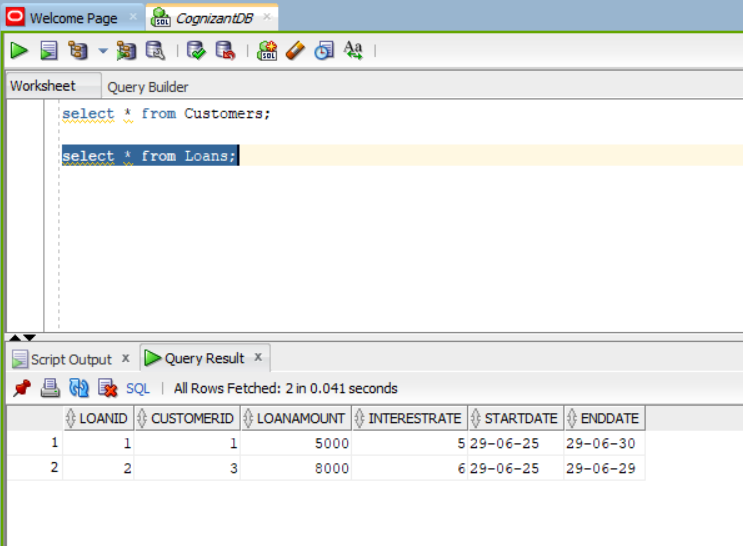 Welcome Page × CognizantDB ×
Worksheet Query Builder
select * from Customers;
select * from Loans;
Script Output × Query Result ×
SQL | All Rows Fetched: 2 in 0.041 seconds
LOANID CUSTOMERID LOANAMOUNT INTERESTRATE STARTDATE ENDDATE
1 1 1 5000 5 29-06-25 29-06-30
2 2 3 8000 6 29-06-25 29-06-29